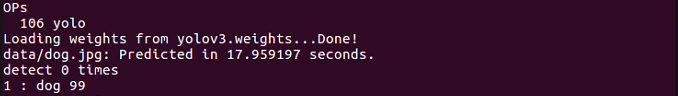 OPs
106 yolo
Loading weights from yolov3.weights...Done!
data/dog.jpg: Predicted in 17.959197 seconds.
detect 0 times
1 : dog 99